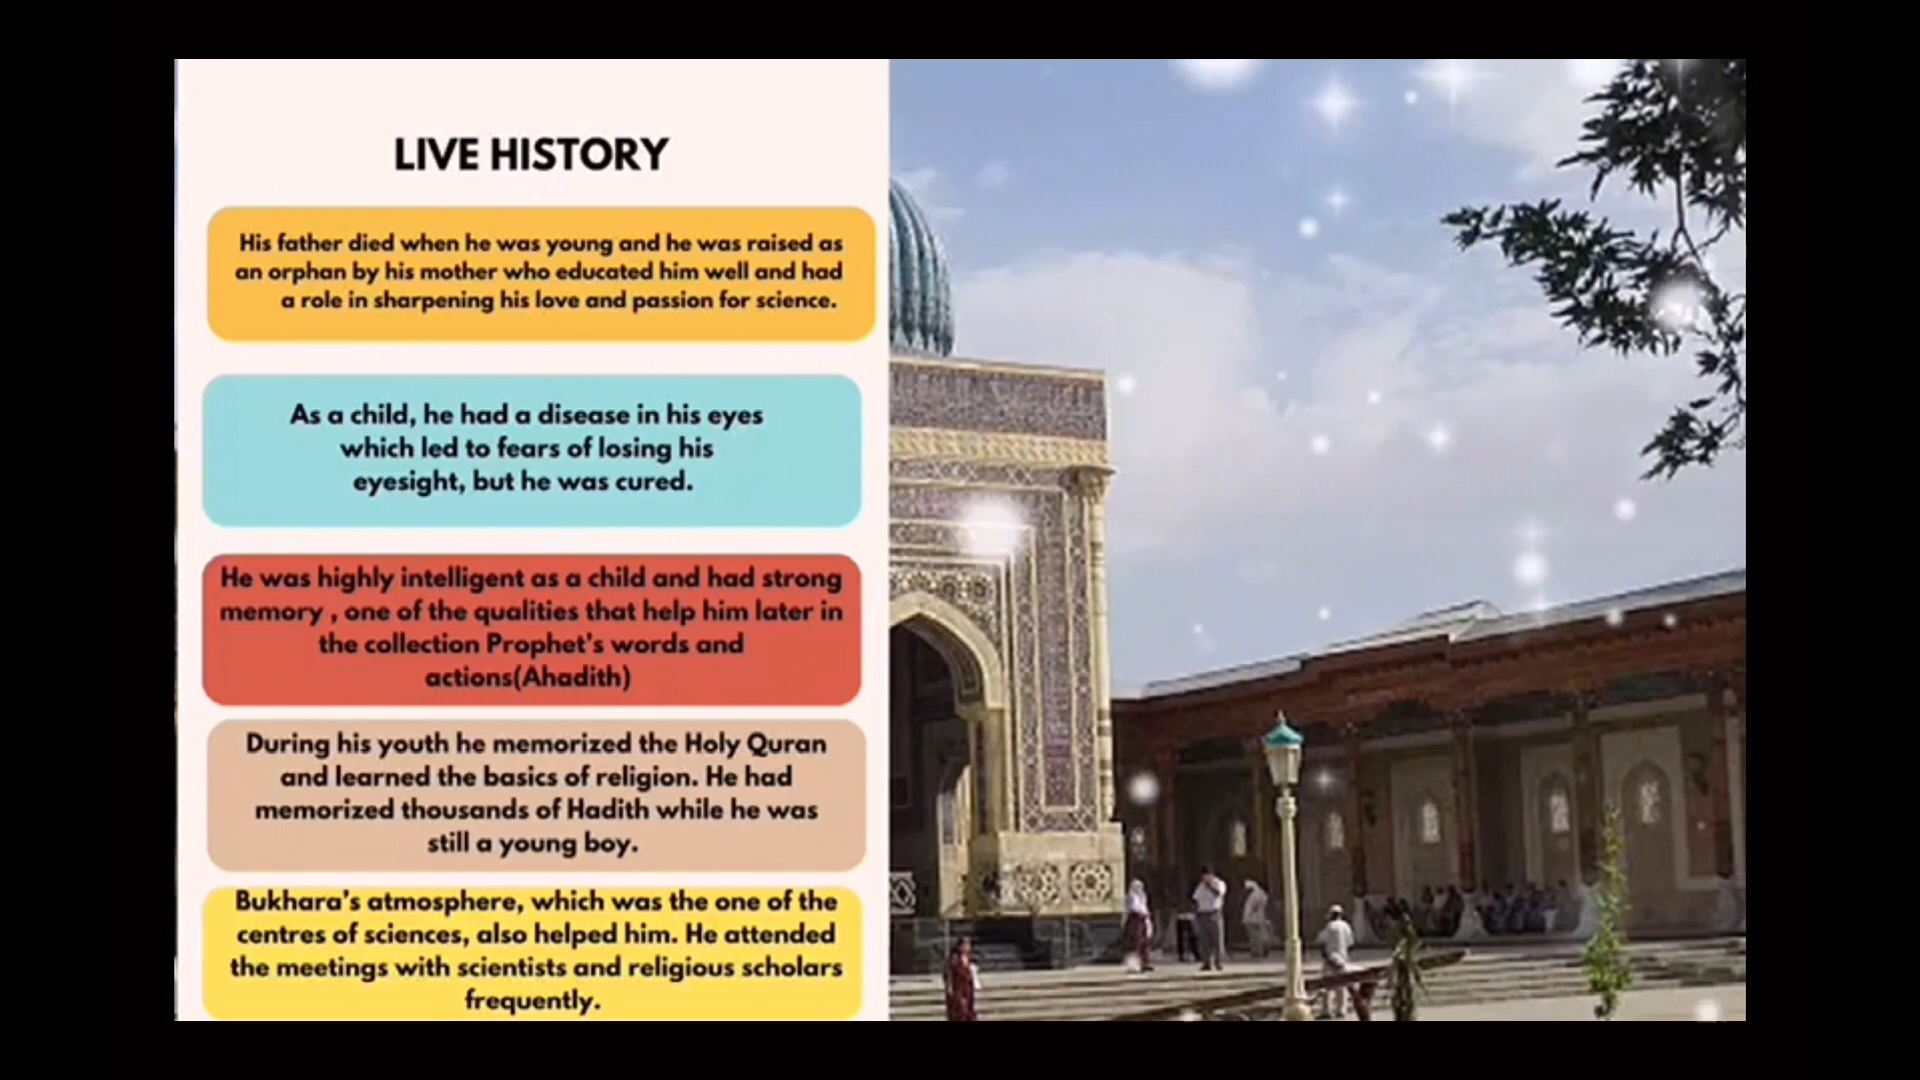 LIVE HISTORY
His father died when he was young and he was raised as
an orphan by his mother who educated him well and had
a role in sharpening his love and passion for science.
As a child, he had a disease in his eyes
which led to fears of losing his
eyesight, but he was cured.
He was highly intelligent as a child and had strong
memory , one of the qualities that help him later in
the collection Prophet's words and
actions(Ahadith)
During his youth he memorized the Holy Quran
and learned the basics of religion. He had
memorized thousands of Hadith while he was
still a young boy.
Bukhara's atmosphere, which was the one of the
centres of sciences, also helped him. He attended
the meetings with scientists and religious scholars
frequently.